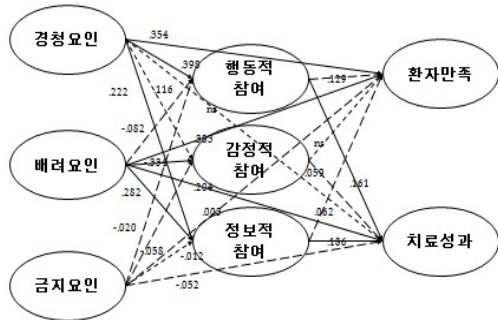 경청요인
.354
환자만족
.398
행동적
참여
.129
.116
ns
.222
-.082
배려요인
-.334
감정적
참여
ns
.059
.161
.282
.204
.003
.062
-.020
정보적
참여
-.058
-.012
.186
치료성과
금지요인
-.052